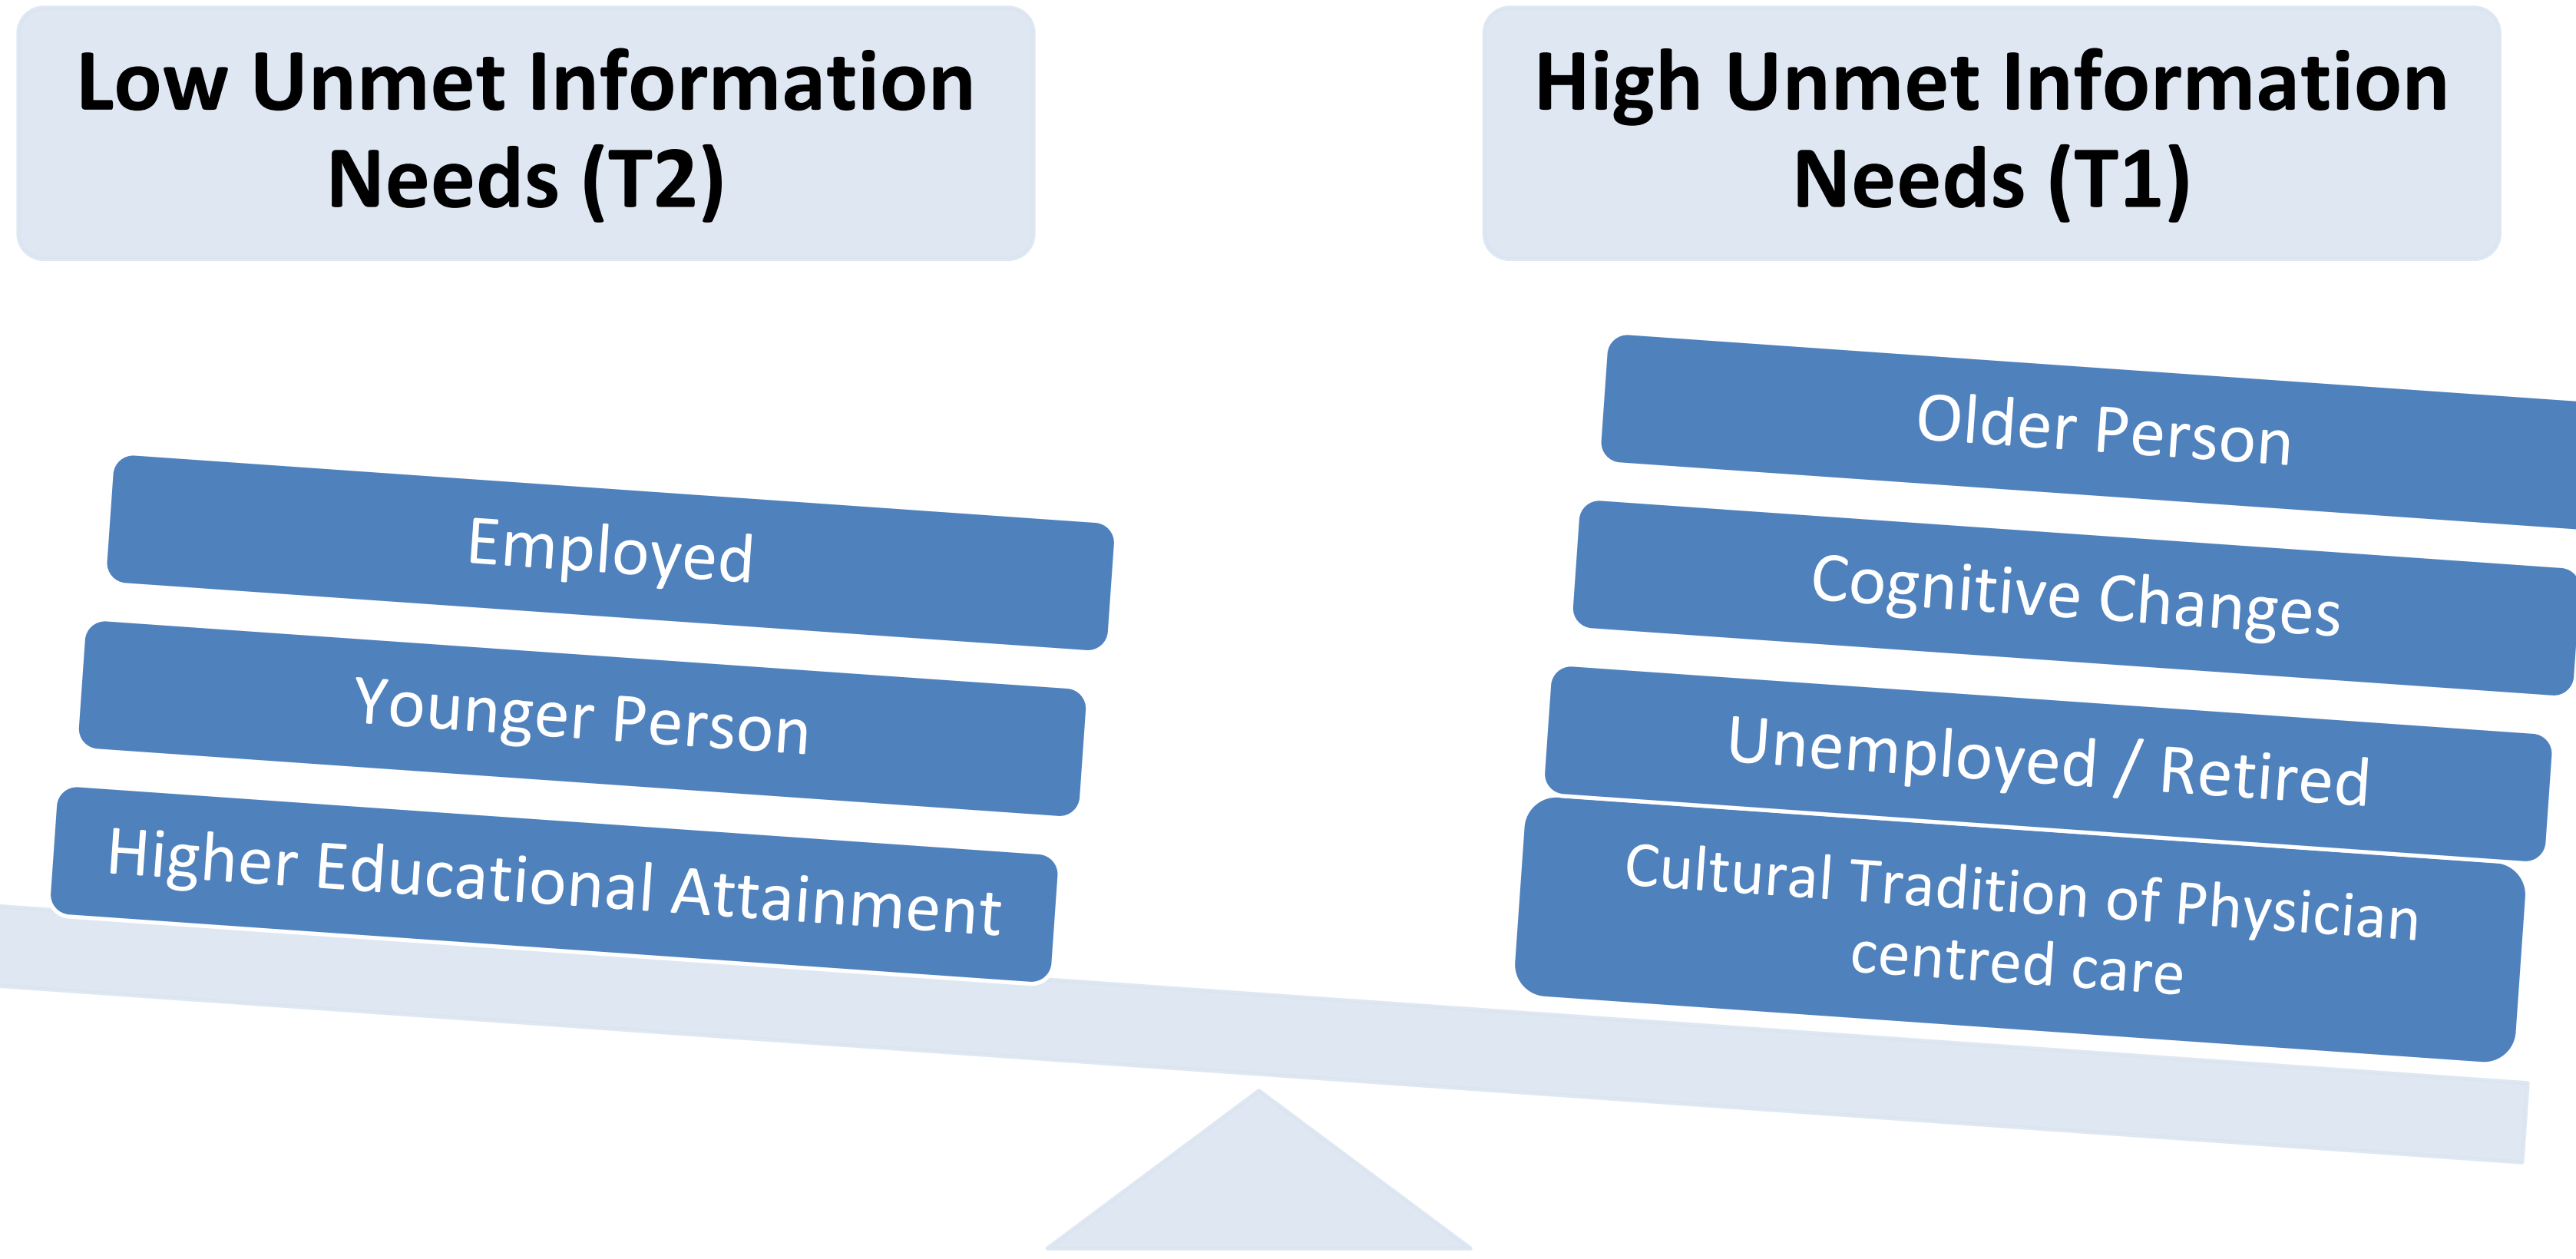 Low Unmet Information
Needs (T2)
High Unmet Information
Needs (T1)
Employed
Younger Person
Higher Educational Attainment
Older Person
Cognitive Changes
Unemployed / Retired
Cultural Tradition of Physician
centred care